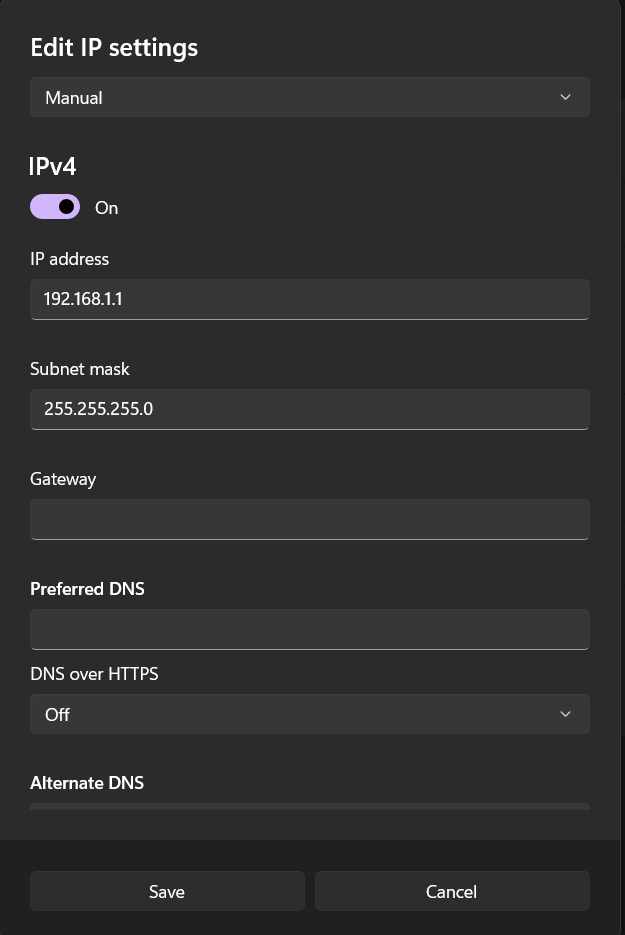 Edit IP settings
Manual
IPv4
On
IP address
192.168.1.1
Subnet mask
255.255.255.0
Gateway
Preferred DNS
DNS over HTTPS
Off
Alternate DNS
Save
Cancel